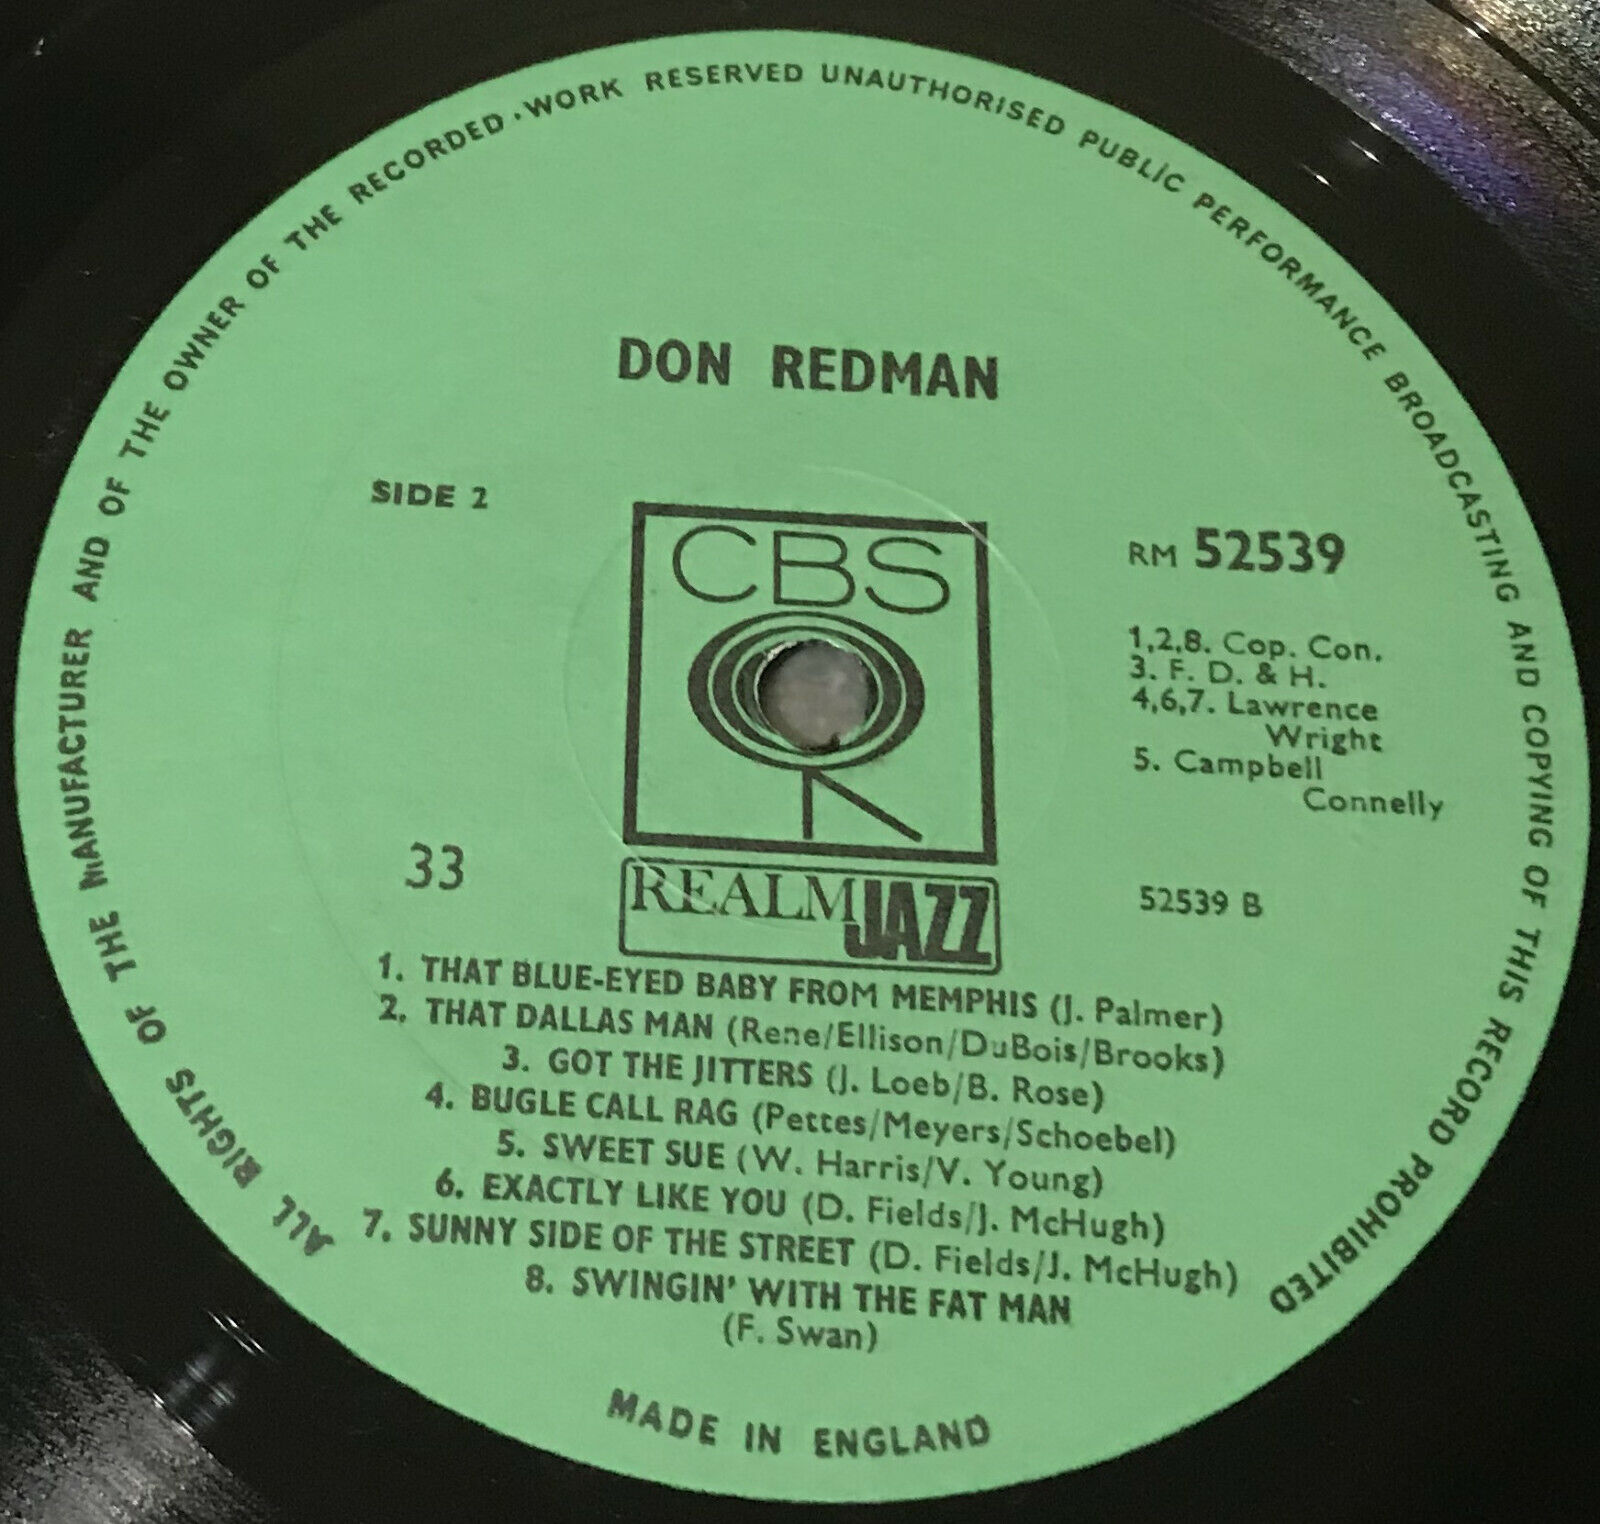 ALL RIGHTS OF THE MANUFACTURER AND OF THE OWNER OF THE RECORDED. WORK RESERVED UNAUTHORISED PUBLIC PERFORMANCE BROADCASTING AND COPYING OF THIS RECORD PROHIBITED
DON REDMAN
SIDE 2
CBS
RM 52539
1,2,8. Cop. Con.
3. F. D. & H.
4,6,7. Lawrence
Wright
5. Campbell
Connelly
33
52539 B
REALM JAZZ
1. THAT BLUE-EYED BABY FROM MEMPHIS (J. Palmer)
2. THAT DALLAS MAN (Rene/Ellison/DuBois/Brooks)
3. GOT THE JITTERS (J. Loeb/B. Rose)
4. BUGLE CALL RAG (Pettes/Meyers/Schoebel)
5. SWEET SUE (W. Harris/V. Young)
6. EXACTLY LIKE YOU (D. Fields/J. McHugh)
7. SUNNY SIDE OF THE STREET (D. Fields/J. McHugh)
8. SWINGIN' WITH THE FAT MAN
(F. Swan)
MADE IN ENGLAND